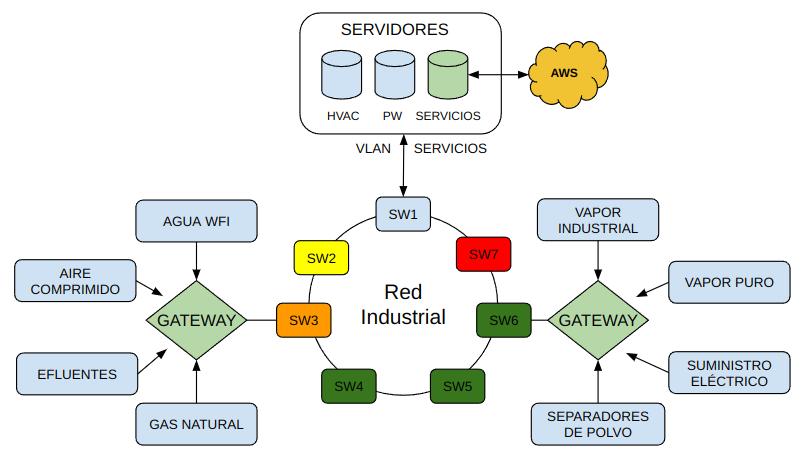 SERVIDORES
AWS
HVAC PW SERVICIOS
VLAN SERVICIOS
AGUA WFI
SW1
VAPOR
INDUSTRIAL
SW2
SW7
AIRE
COMPRIMIDO
VAPOR PURO
Red
Industrial
GATEWAY
SW3
SW6
GATEWAY
EFLUENTES
SW4
SW5
SUMINISTRO
ELÉCTRICO
GAS NATURAL
SEPARADORES
DE POLVO